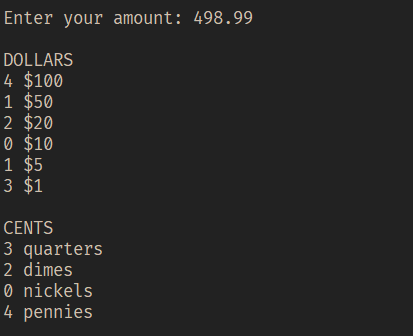 Enter your amount: 498.99
DOLLARS
4 $100
1 $50
2 $20
0 $10
1 $5
3 $1
CENTS
3 quarters
2 dimes
0 nickels
4 pennies